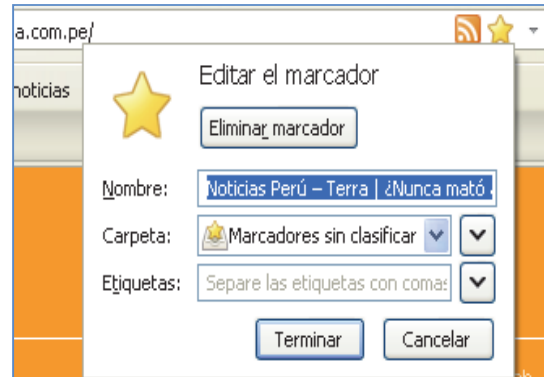 a.com.pe/
noticias
Editar el marcador
Eliminar marcador
Nombre: Noticias Perú – Terra | ¿Nunca mató
Carpeta: Marcadores sin clasificar
Etiquetas: Separe las etiquetas con comas
Terminar Cancelar